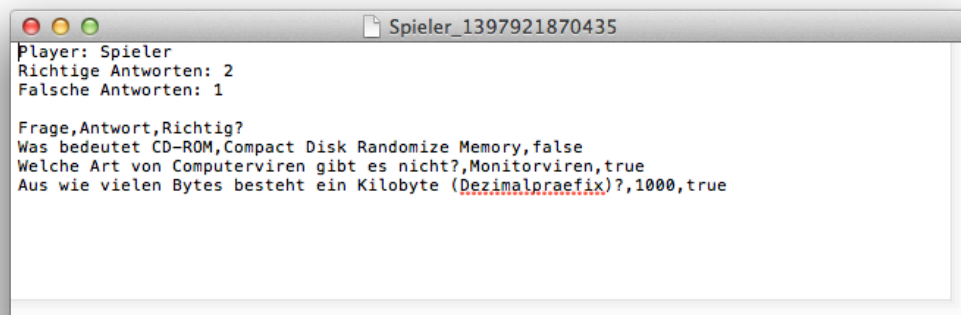 Spieler_1397921870435
Player: Spieler
Richtige Antworten: 2
Falsche Antworten: 1
Frage,Antwort,Richtig?
Was bedeutet CD-ROM,Compact Disk Randomize Memory,false
Welche Art von Computerviren gibt es nicht?,Monitorviren,true
Aus wie vielen Bytes besteht ein Kilobyte (Dezimalpraefix)?,1000,true